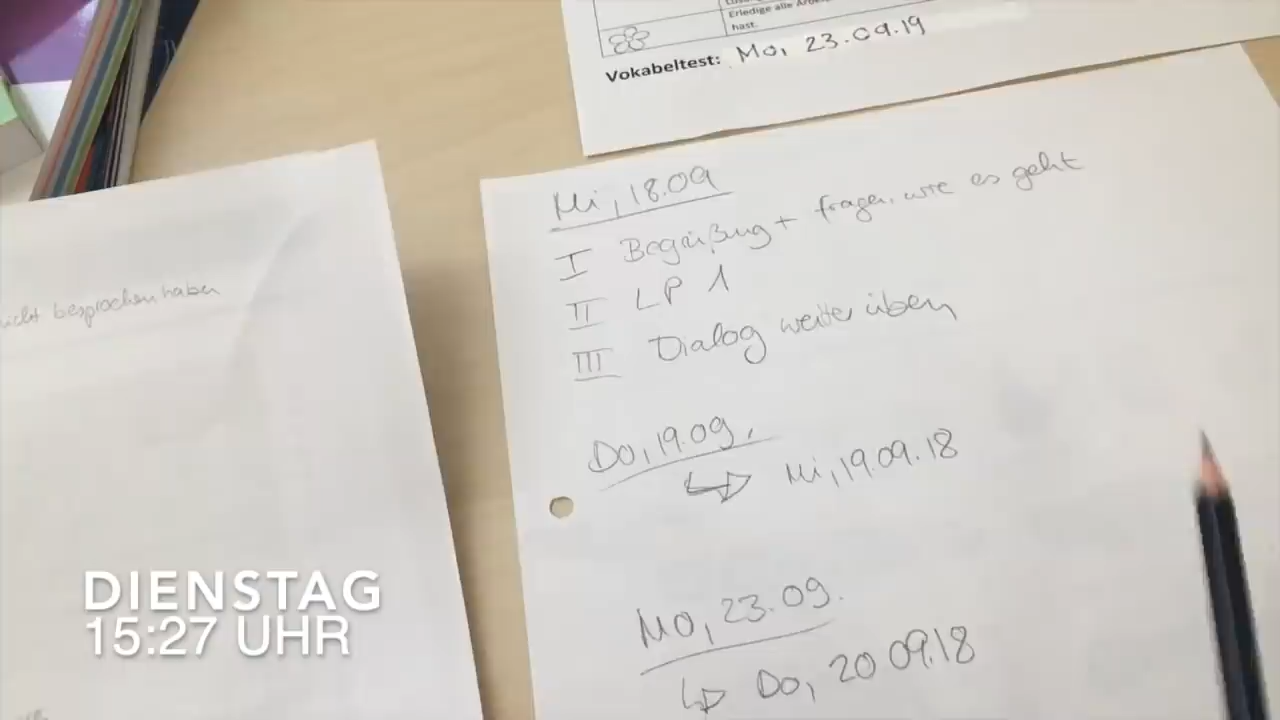 Erledige alle
hast.
Vokabeltest: Mo, 23.09.19
Mi, 18.09
I Begrüßung + fragen, wie es geht
II LP 1
III Dialog weiter üben
Do, 19.09.
↳ Mi, 19.09.18
Mo, 23.09.
↳ Do, 20 09.18
besprochen haben
DIENSTAG
15:27 UHR